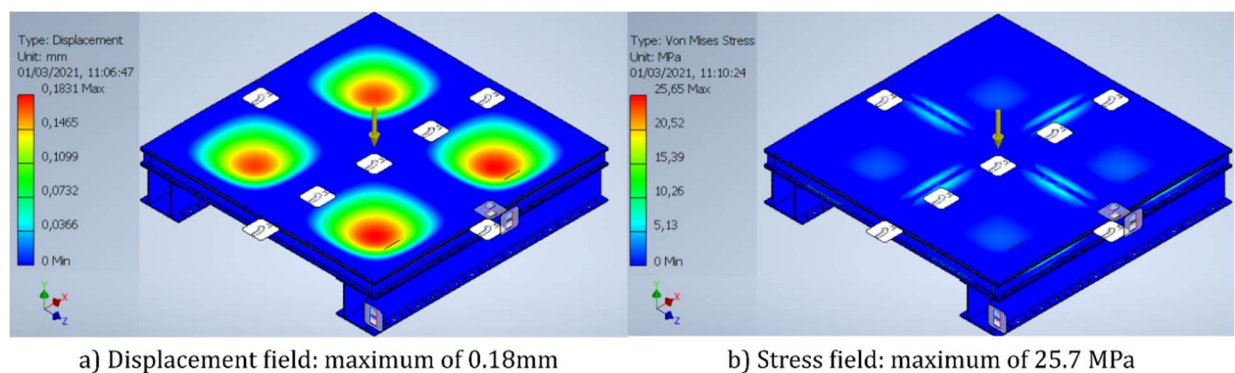 Type: Displacement
Unit: mm
01/03/2021, 11:06:47
0,1831 Max
0,1465
0,1099
0,0732
0,0366
0 Min
Y
X
Z
Type: Von Mises Stress
Unit: MPa
01/03/2021, 11:10:24
25,65 Max
20,52
15,39
10,26
5,13
0 Min
Y
X
Z
a) Displacement field: maximum of 0.18mm
b) Stress field: maximum of 25.7 MPa